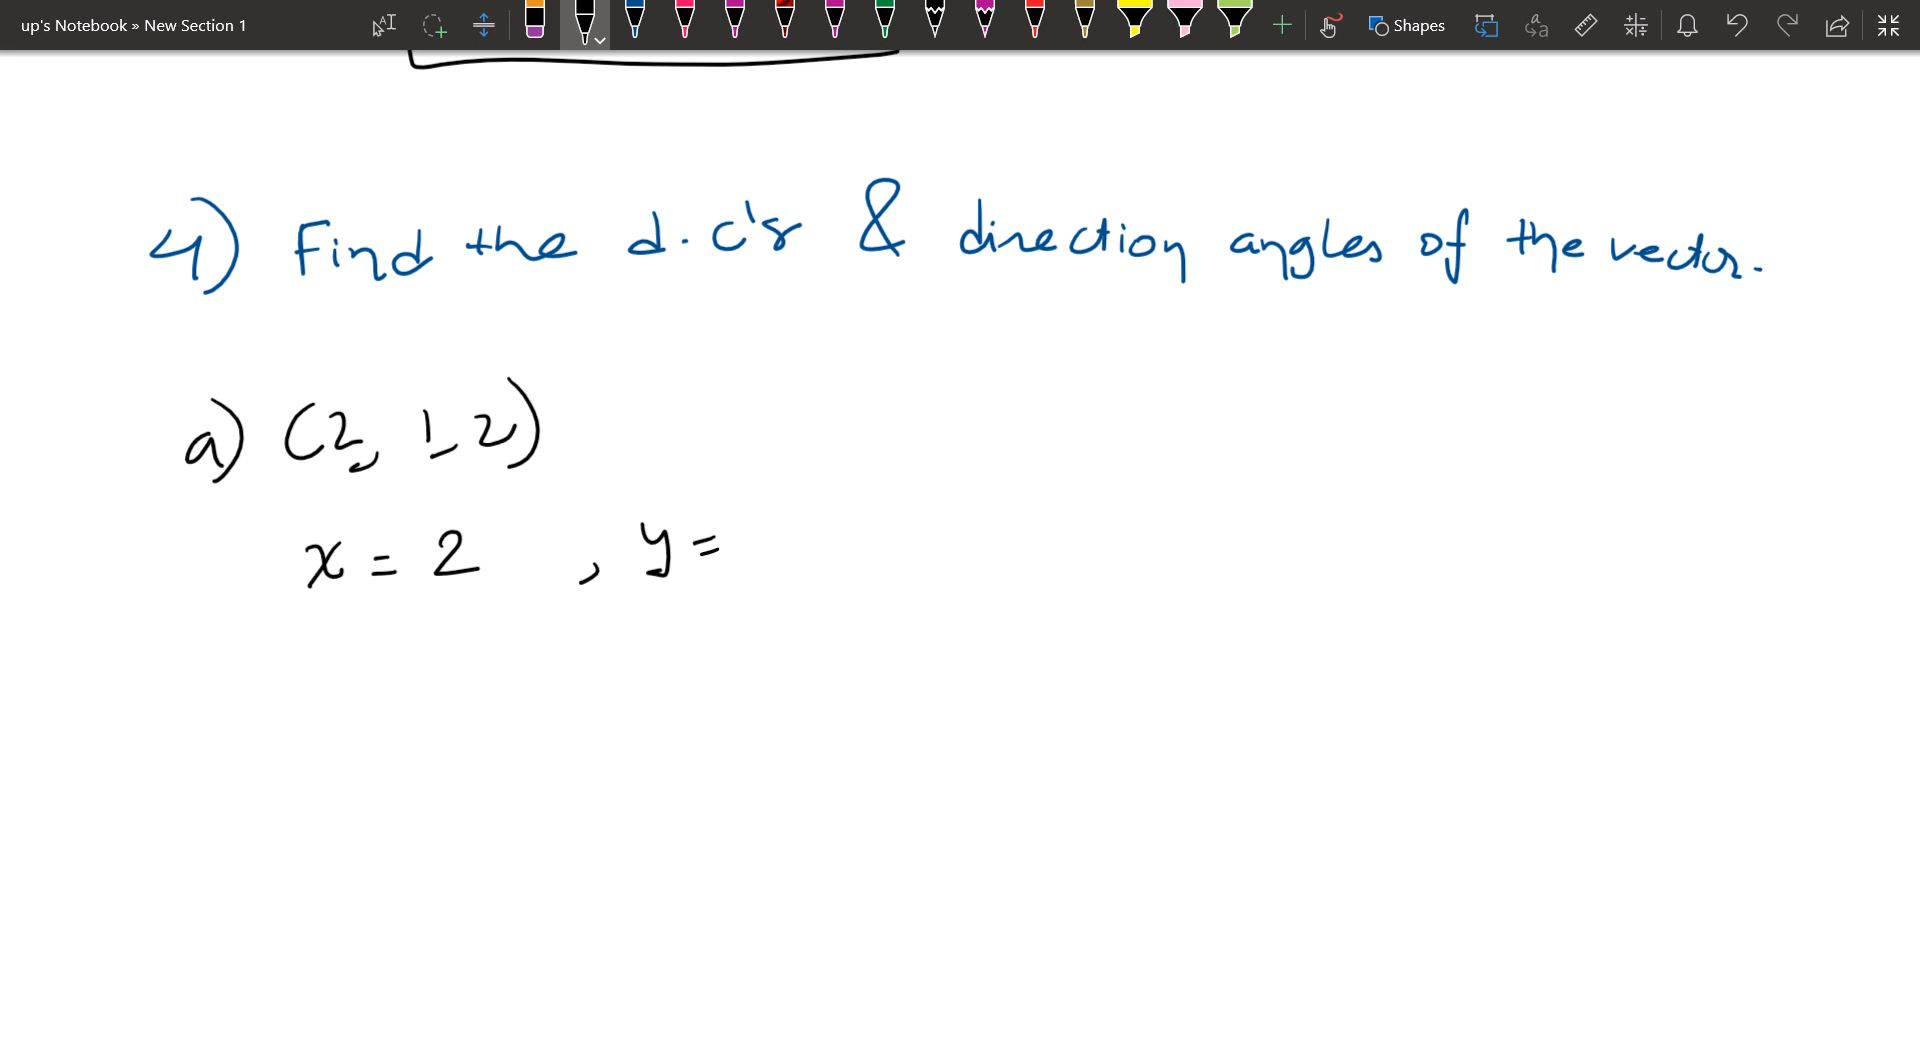 up's Notebook » New Section 1
Shapes
4) Find the d.c's & direction angles of the vector.
a) (2, 1, 2)
x = 2 , y =